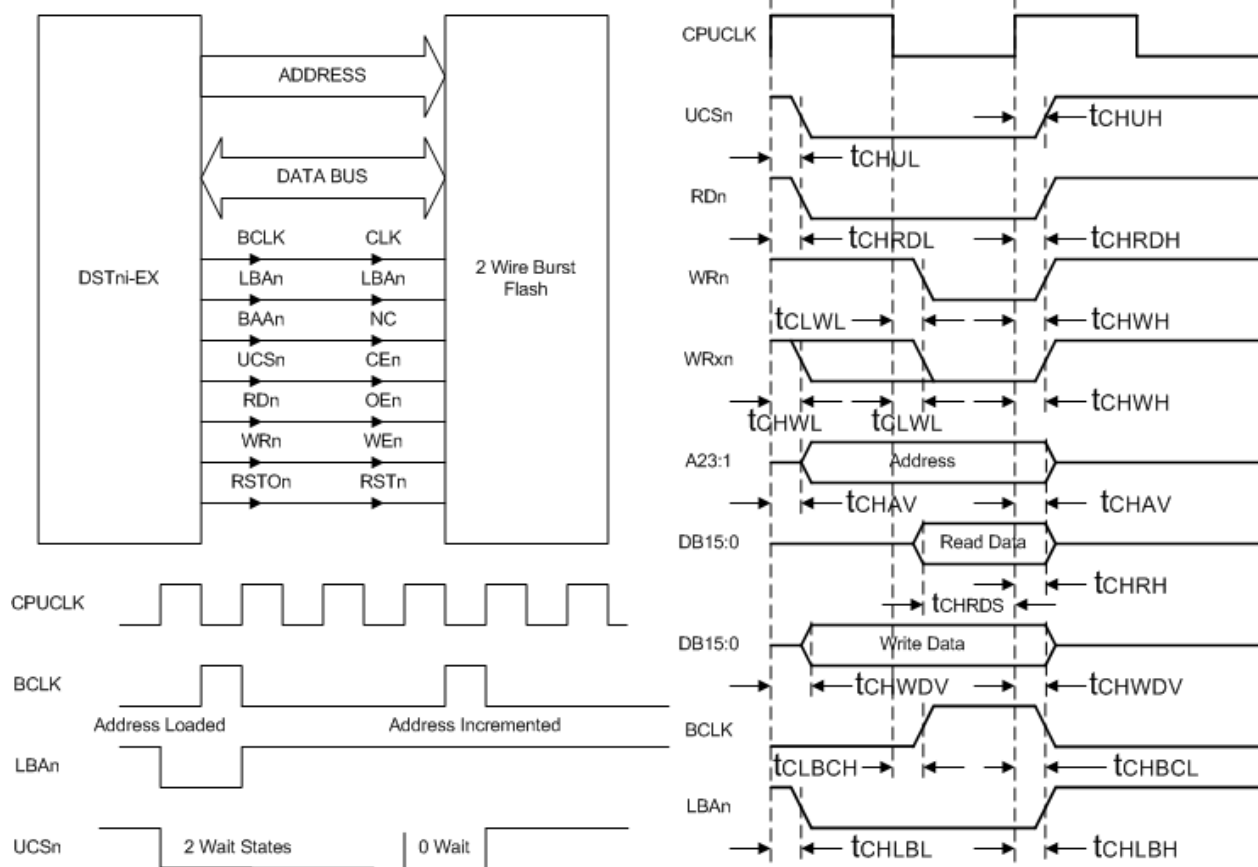 ADDRESS
DATA BUS
DSTni-EX
2 Wire Burst
Flash
BCLK CLK
LBAn LBAn
BAAn NC
UCSn CEn
RDn OEn
WRn WEn
RSTOn RSTn
CPUCLK
BCLK
Address Loaded Address Incremented
LBAn
UCSn 2 Wait States 0 Wait
CPUCLK
UCSn
tCHUH
tCHUL
RDn
tCHRDL tCHRDH
WRn
tCLWL tCHWH
WRxn
tCHWL tCLWL tCHWH
A23:1 Address
tCHAV tCHAV
DB15:0 Read Data
tCHRH
tCHRDS
DB15:0 Write Data
tCHWDV tCHWDV
BCLK
tCLBCH tCHBCL
LBAn
tCHLBL tCHLBH